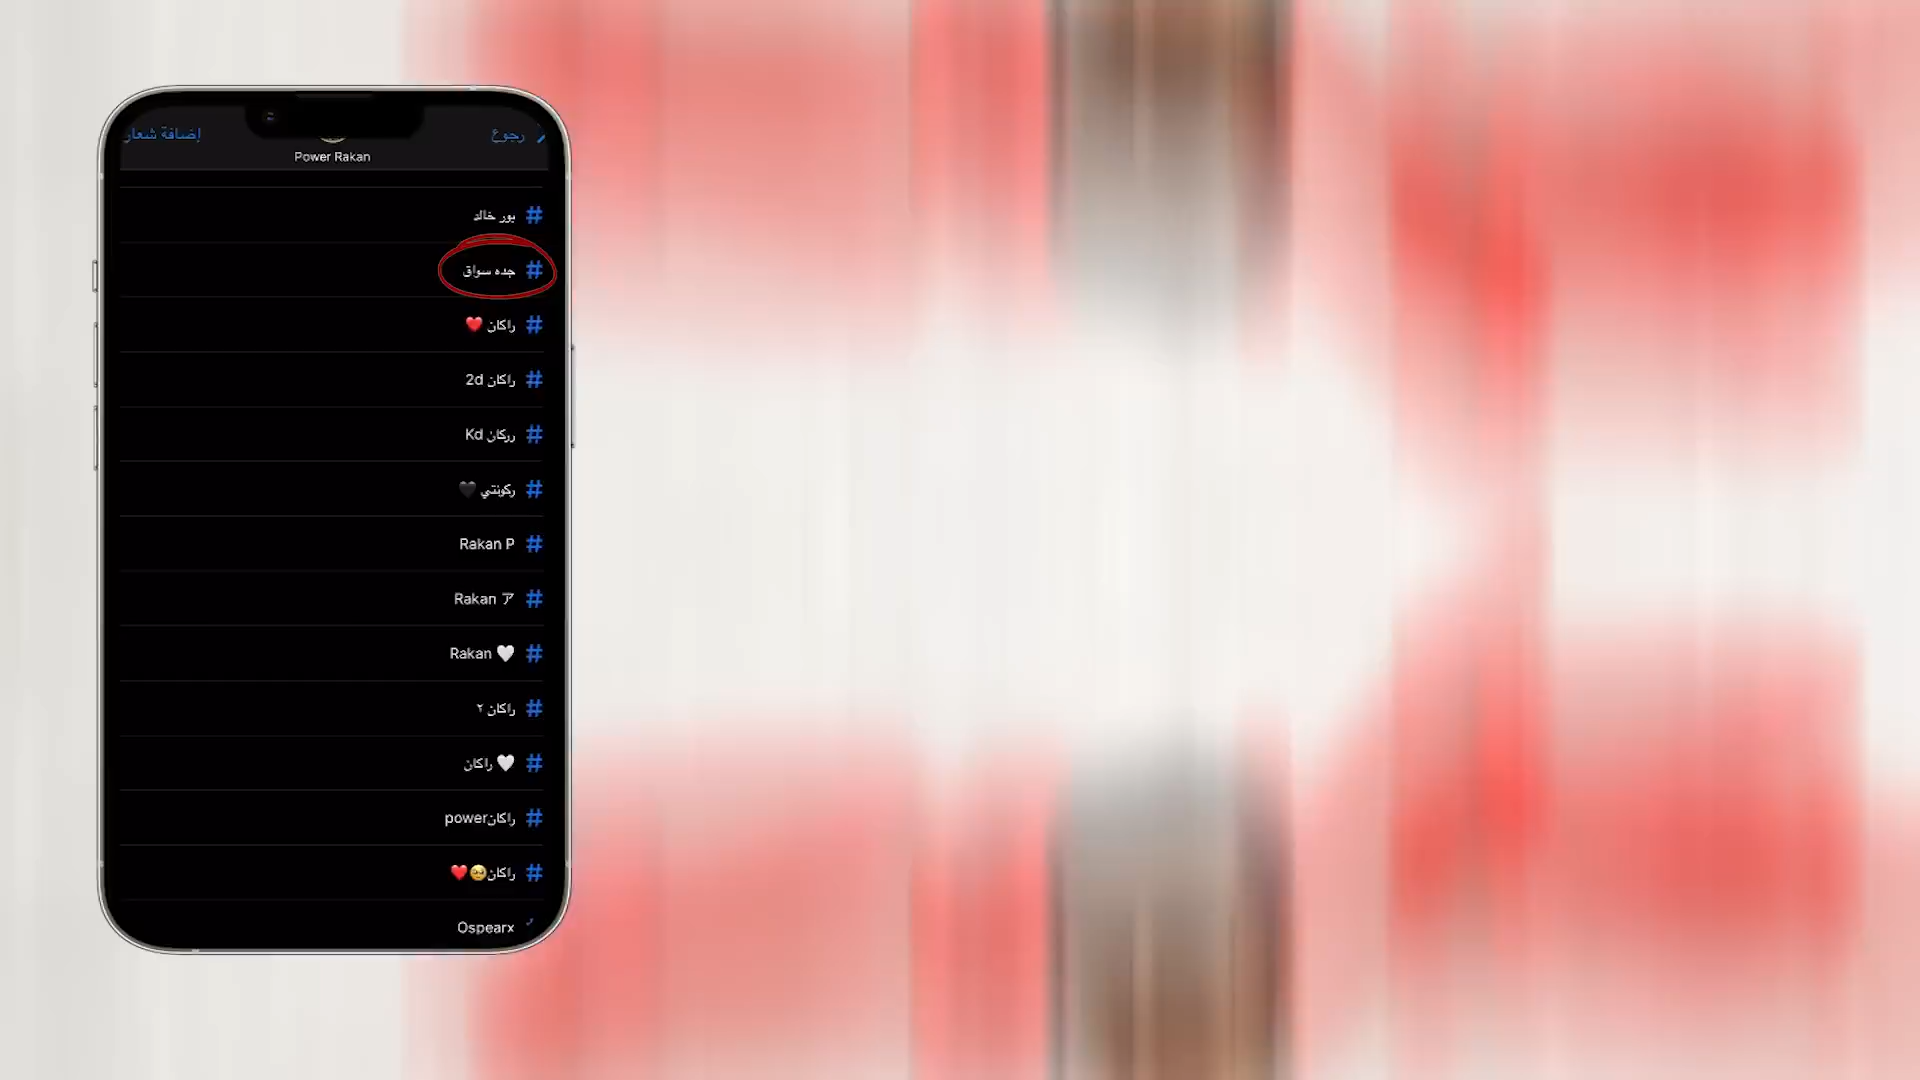 رجوع
إضافة شعار
Power Rakan
# بور خالد
# جده سواق
# راكان ❤️
# راكان 2d
# رركان Kd
# ركونتي 🖤
# Rakan P
# Rakan ア
# Rakan 🤍
# راكان ٢
# 🤍 راكان
# راكانpower
# راكان🥹❤️
Ospearx